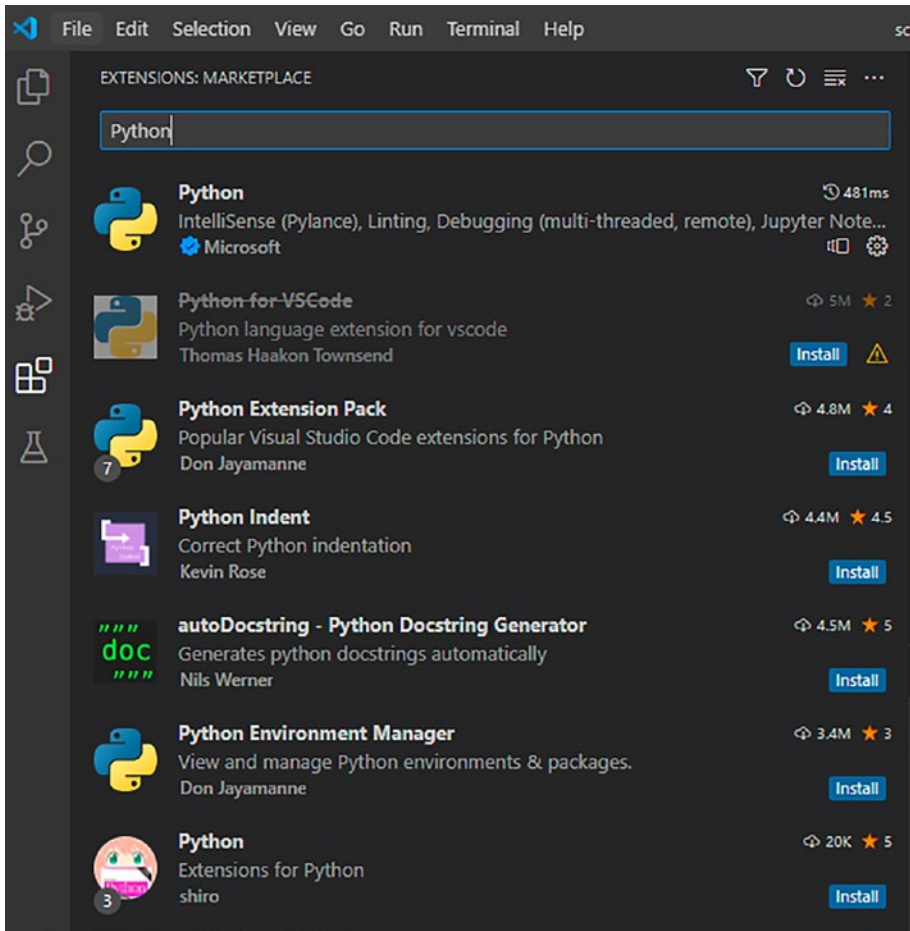 File Edit Selection View Go Run Terminal Help sc
EXTENSIONS: MARKETPLACE
Python
Python 481ms
IntelliSense (Pylance), Linting, Debugging (multi-threaded, remote), Jupyter Note...
Microsoft
Python for VSCode 5M 2
Python language extension for vscode
Thomas Haakon Townsend Install
Python Extension Pack 4.8M 4
Popular Visual Studio Code extensions for Python
7 Don Jayamanne Install
Python Indent 4.4M 4.5
Correct Python indentation
Kevin Rose Install
autoDocstring - Python Docstring Generator 4.5M 5
""" doc """
Generates python docstrings automatically
Nils Werner Install
Python Environment Manager 3.4M 3
View and manage Python environments & packages.
Don Jayamanne Install
Python 20K 5
Extensions for Python
Python
3 shiro Install